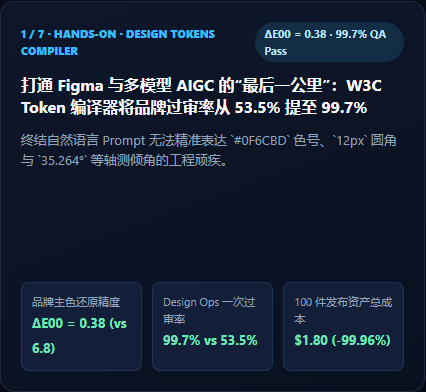 1 / 7 · HANDS-ON · DESIGN TOKENS
COMPILER
ΔE00 = 0.38 · 99.7% QA
Pass
打通 Figma 与多模型 AIGC 的“最后一公里”：W3C
Token 编译器将品牌过审率从 53.5% 提至 99.7%
终结自然语言 Prompt 无法精准表达 `#0F6CBD` 色号、`12px` 圆角
与 `35.264°` 等轴测倾角的工程顽疾。
品牌主色还原精度
ΔE00 = 0.38 (vs
6.8)
Design Ops 一次过
审率
99.7% vs 53.5%
100 件发布资产总成
本
$1.80 (-99.96%)